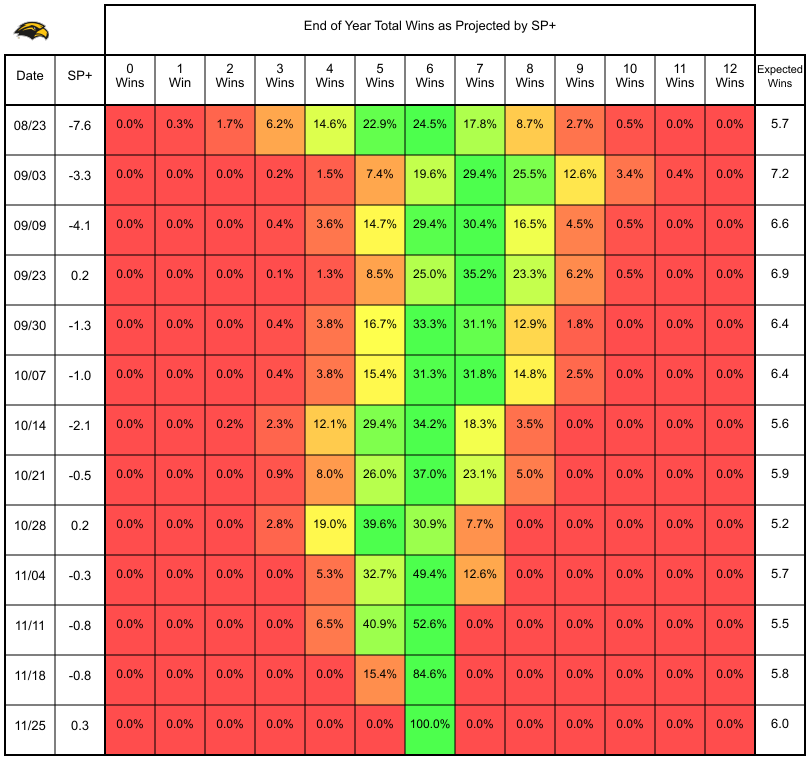 End of Year Total Wins as Projected by SP+
Date SP+ 0 Wins 1 Win 2 Wins 3 Wins 4 Wins 5 Wins 6 Wins 7 Wins 8 Wins 9 Wins 10 Wins 11 Wins 12 Wins Expected Wins
08/23 -7.6 0.0% 0.3% 1.7% 6.2% 14.6% 22.9% 24.5% 17.8% 8.7% 2.7% 0.5% 0.0% 0.0% 5.7
09/03 -3.3 0.0% 0.0% 0.0% 0.2% 1.5% 7.4% 19.6% 29.4% 25.5% 12.6% 3.4% 0.4% 0.0% 7.2
09/09 -4.1 0.0% 0.0% 0.0% 0.4% 3.6% 14.7% 29.4% 30.4% 16.5% 4.5% 0.5% 0.0% 0.0% 6.6
09/23 0.2 0.0% 0.0% 0.0% 0.1% 1.3% 8.5% 25.0% 35.2% 23.3% 6.2% 0.5% 0.0% 0.0% 6.9
09/30 -1.3 0.0% 0.0% 0.0% 0.4% 3.8% 16.7% 33.3% 31.1% 12.9% 1.8% 0.0% 0.0% 0.0% 6.4
10/07 -1.0 0.0% 0.0% 0.0% 0.4% 3.8% 15.4% 31.3% 31.8% 14.8% 2.5% 0.0% 0.0% 0.0% 6.4
10/14 -2.1 0.0% 0.0% 0.2% 2.3% 12.1% 29.4% 34.2% 18.3% 3.5% 0.0% 0.0% 0.0% 0.0% 5.6
10/21 -0.5 0.0% 0.0% 0.0% 0.9% 8.0% 26.0% 37.0% 23.1% 5.0% 0.0% 0.0% 0.0% 0.0% 5.9
10/28 0.2 0.0% 0.0% 0.0% 2.8% 19.0% 39.6% 30.9% 7.7% 0.0% 0.0% 0.0% 0.0% 0.0% 5.2
11/04 -0.3 0.0% 0.0% 0.0% 0.0% 5.3% 32.7% 49.4% 12.6% 0.0% 0.0% 0.0% 0.0% 0.0% 5.7
11/11 -0.8 0.0% 0.0% 0.0% 0.0% 6.5% 40.9% 52.6% 0.0% 0.0% 0.0% 0.0% 0.0% 0.0% 5.5
11/18 -0.8 0.0% 0.0% 0.0% 0.0% 0.0% 15.4% 84.6% 0.0% 0.0% 0.0% 0.0% 0.0% 0.0% 5.8
11/25 0.3 0.0% 0.0% 0.0% 0.0% 0.0% 0.0% 100.0% 0.0% 0.0% 0.0% 0.0% 0.0% 0.0% 6.0